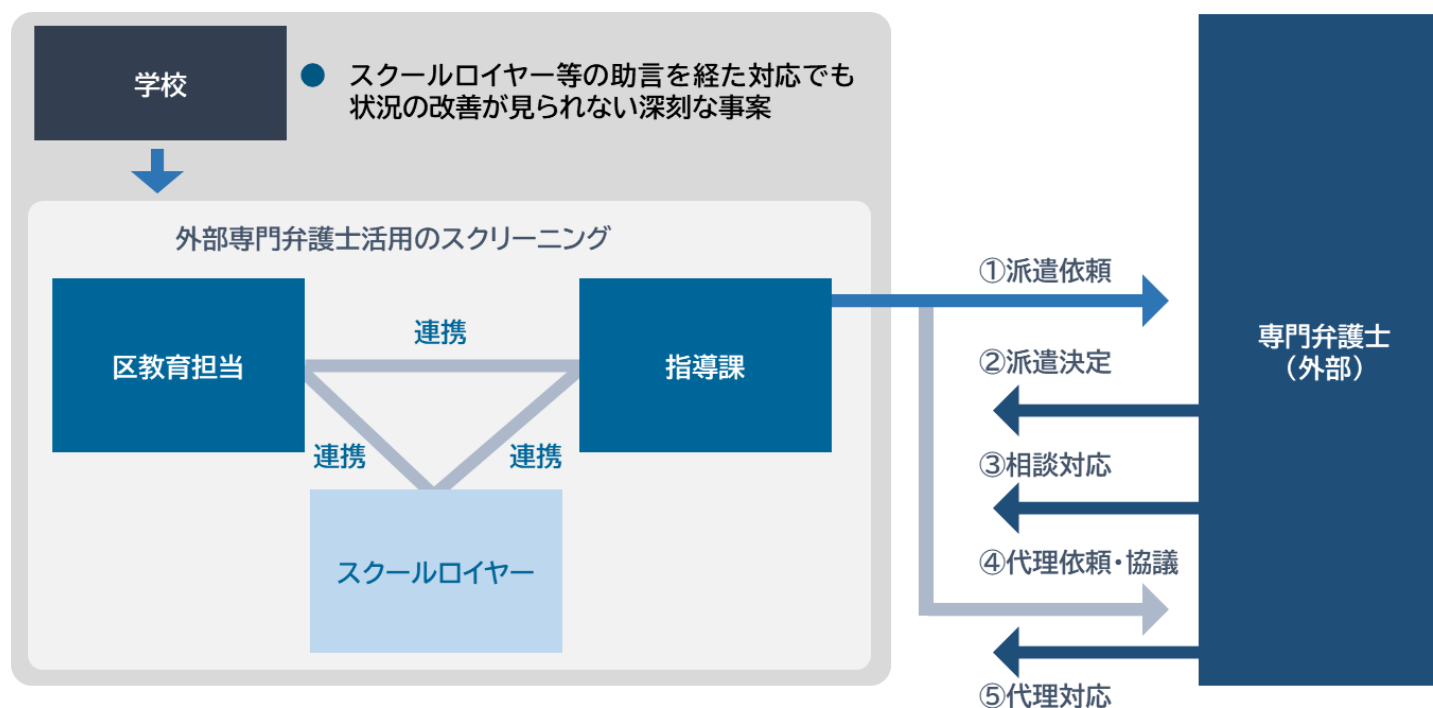 学校
● スクールロイヤー等の助言を経た対応でも
状況の改善が見られない深刻な事案
外部専門弁護士活用のスクリーニング
区教育担当
連携
指導課
連携
連携
スクールロイヤー
①派遣依頼
②派遣決定
③相談対応
④代理依頼・協議
⑤代理対応
専門弁護士
（外部）